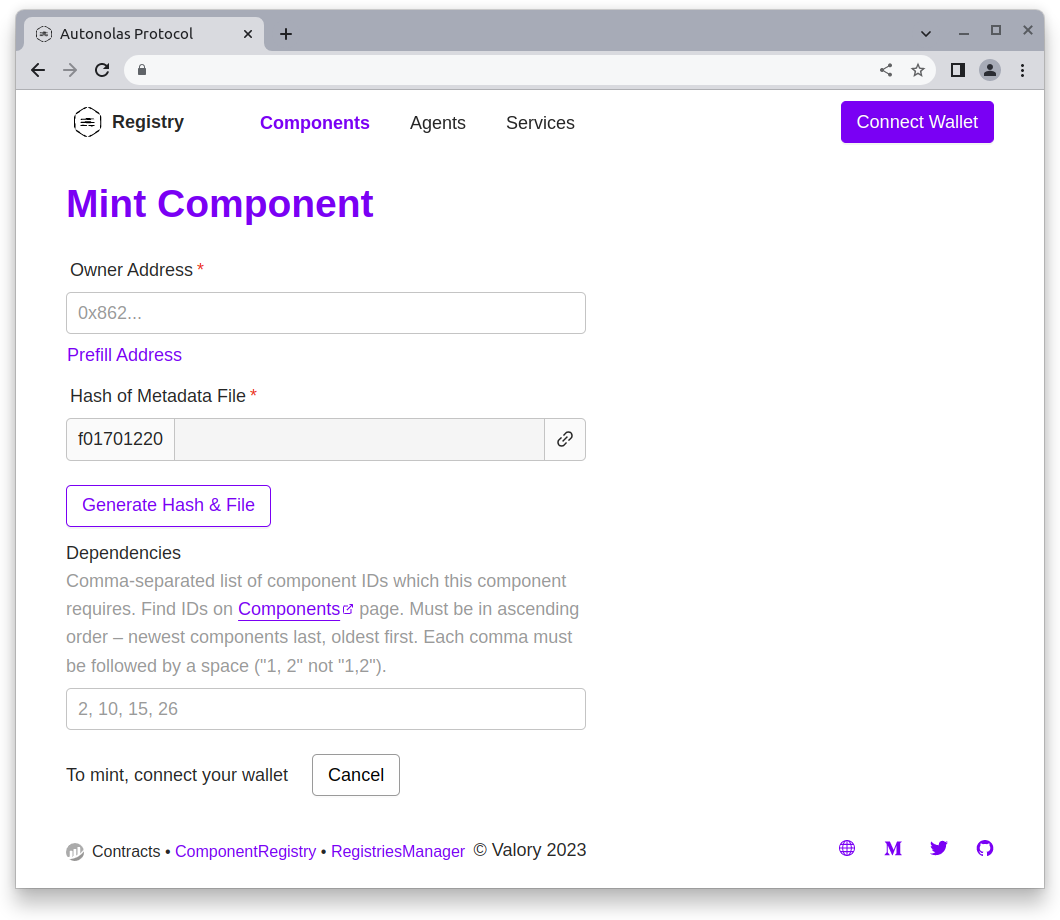 Autonolas Protocol
Registry
Components
Agents
Services
Connect Wallet
Mint Component
Owner Address *
0x862...
Prefill Address
Hash of Metadata File *
f01701220
Generate Hash & File
Dependencies
Comma-separated list of component IDs which this component
requires. Find IDs on Components page. Must be in ascending
order – newest components last, oldest first. Each comma must
be followed by a space ("1, 2" not "1,2").
2, 10, 15, 26
To mint, connect your wallet
Cancel
Contracts • ComponentRegistry • RegistriesManager © Valory 2023